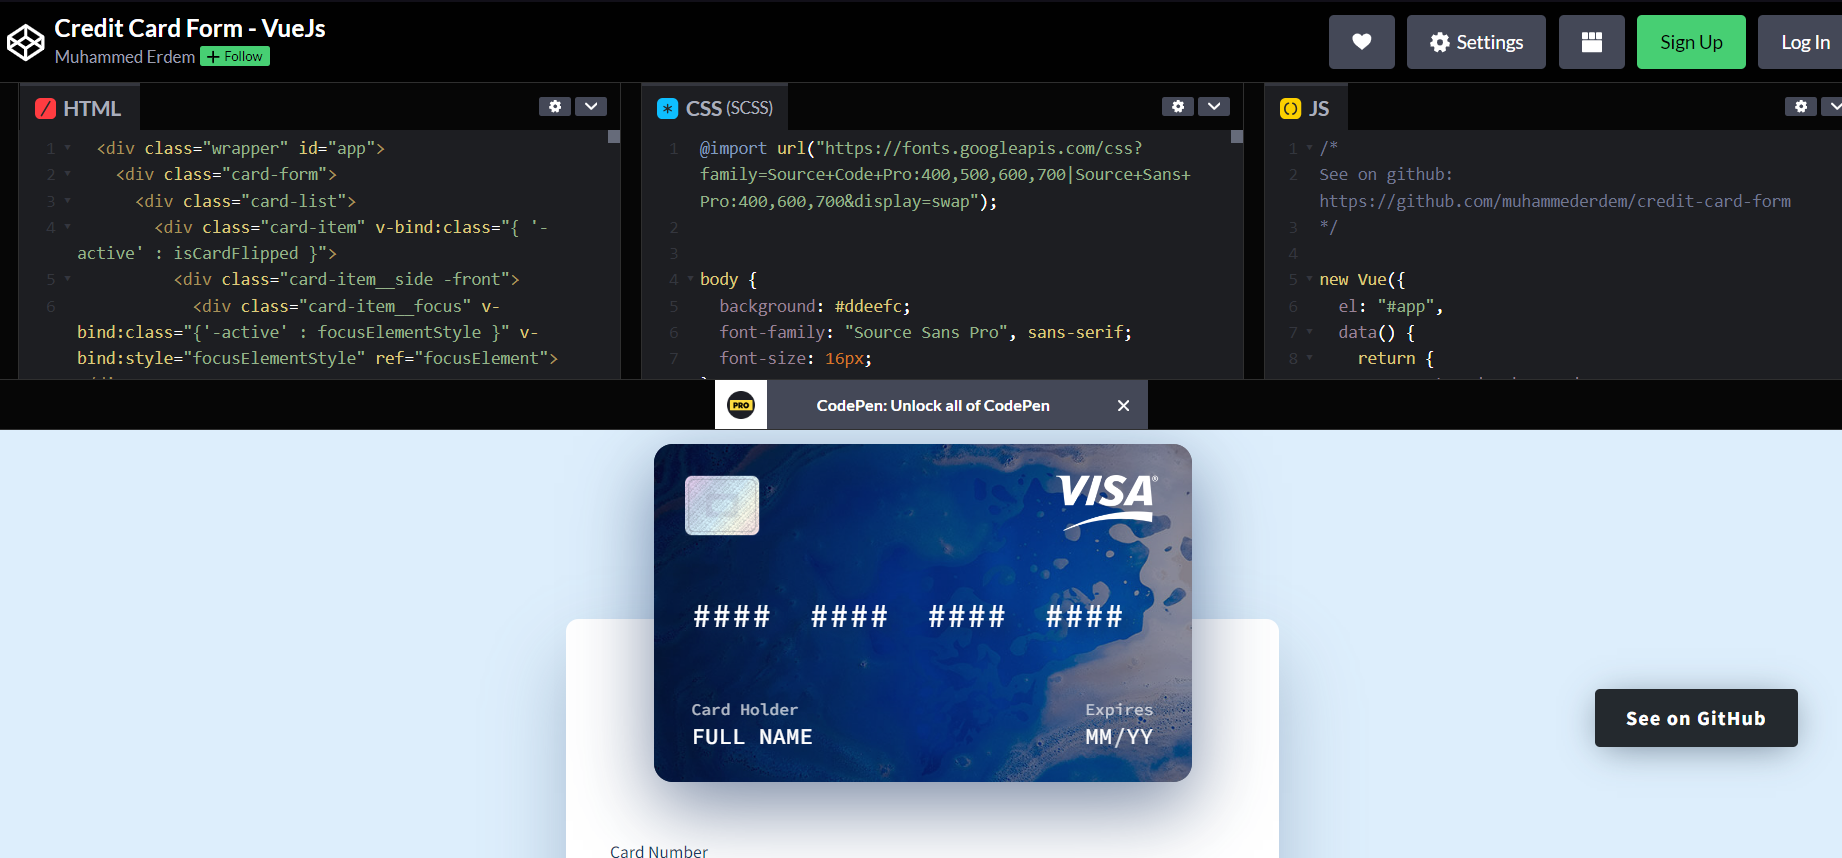 Credit Card Form - VueJs
Muhammed Erdem + Follow
Settings
Sign Up
Log In
HTML
1 <div class="wrapper" id="app">
2 <div class="card-form">
3 <div class="card-list">
4 <div class="card-item" v-bind:class="{ '-
active' : isCardFlipped }">
5 <div class="card-item__side -front">
6 <div class="card-item__focus" v-
bind:class="{'-active' : focusElementStyle }" v-
bind:style="focusElementStyle" ref="focusElement">
CSS (SCSS)
1 @import url("https://fonts.googleapis.com/css?
family=Source+Code+Pro:400,500,600,700|Source+Sans+
Pro:400,600,700&display=swap");
2
3
4 body {
5 background: #ddeefc;
6 font-family: "Source Sans Pro", sans-serif;
7 font-size: 16px;
JS
1 /*
2 See on github:
https://github.com/muhammederdem/credit-card-form
3 */
4
5 new Vue({
6 el: "#app",
7 data() {
8 return {
PRO
CodePen: Unlock all of CodePen
VISA®
#### #### #### ####
Card Holder
FULL NAME
Expires
MM/YY
See on GitHub
Card Number